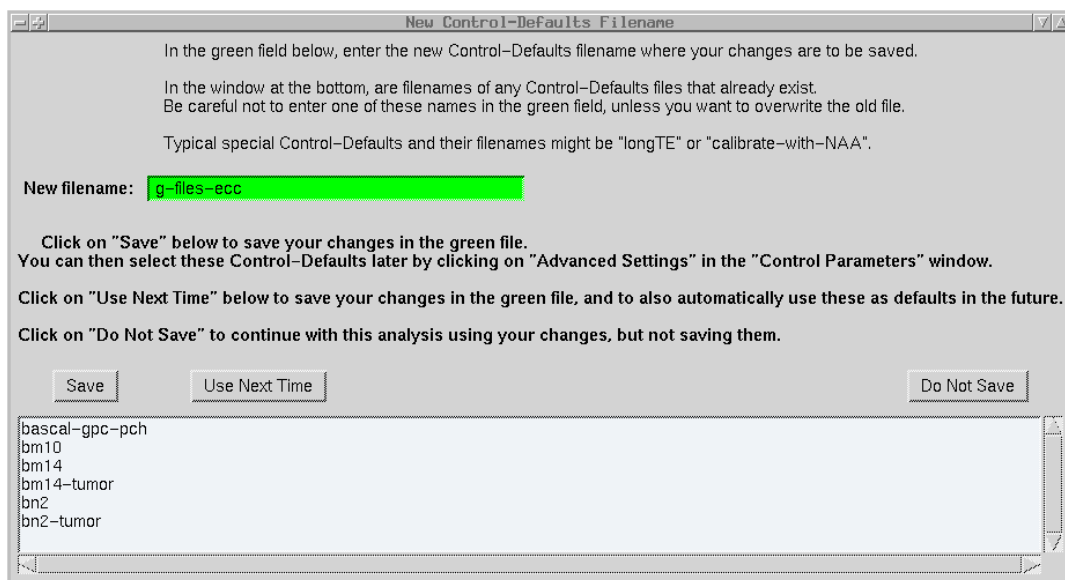 New Control-Defaults Filename
In the green field below, enter the new Control-Defaults filename where your changes are to be saved.
In the window at the bottom, are filenames of any Control-Defaults files that already exist.
Be careful not to enter one of these names in the green field, unless you want to overwrite the old file.
Typical special Control-Defaults and their filenames might be "longTE" or "calibrate-with-NAA".
New filename: g-files-ecc
Click on "Save" below to save your changes in the green file.
You can then select these Control-Defaults later by clicking on "Advanced Settings" in the "Control Parameters" window.
Click on "Use Next Time" below to save your changes in the green file, and to also automatically use these as defaults in the future.
Click on "Do Not Save" to continue with this analysis using your changes, but not saving them.
Save Use Next Time Do Not Save
bascal-gpc-pch
bm10
bm14
bm14-tumor
bn2
bn2-tumor